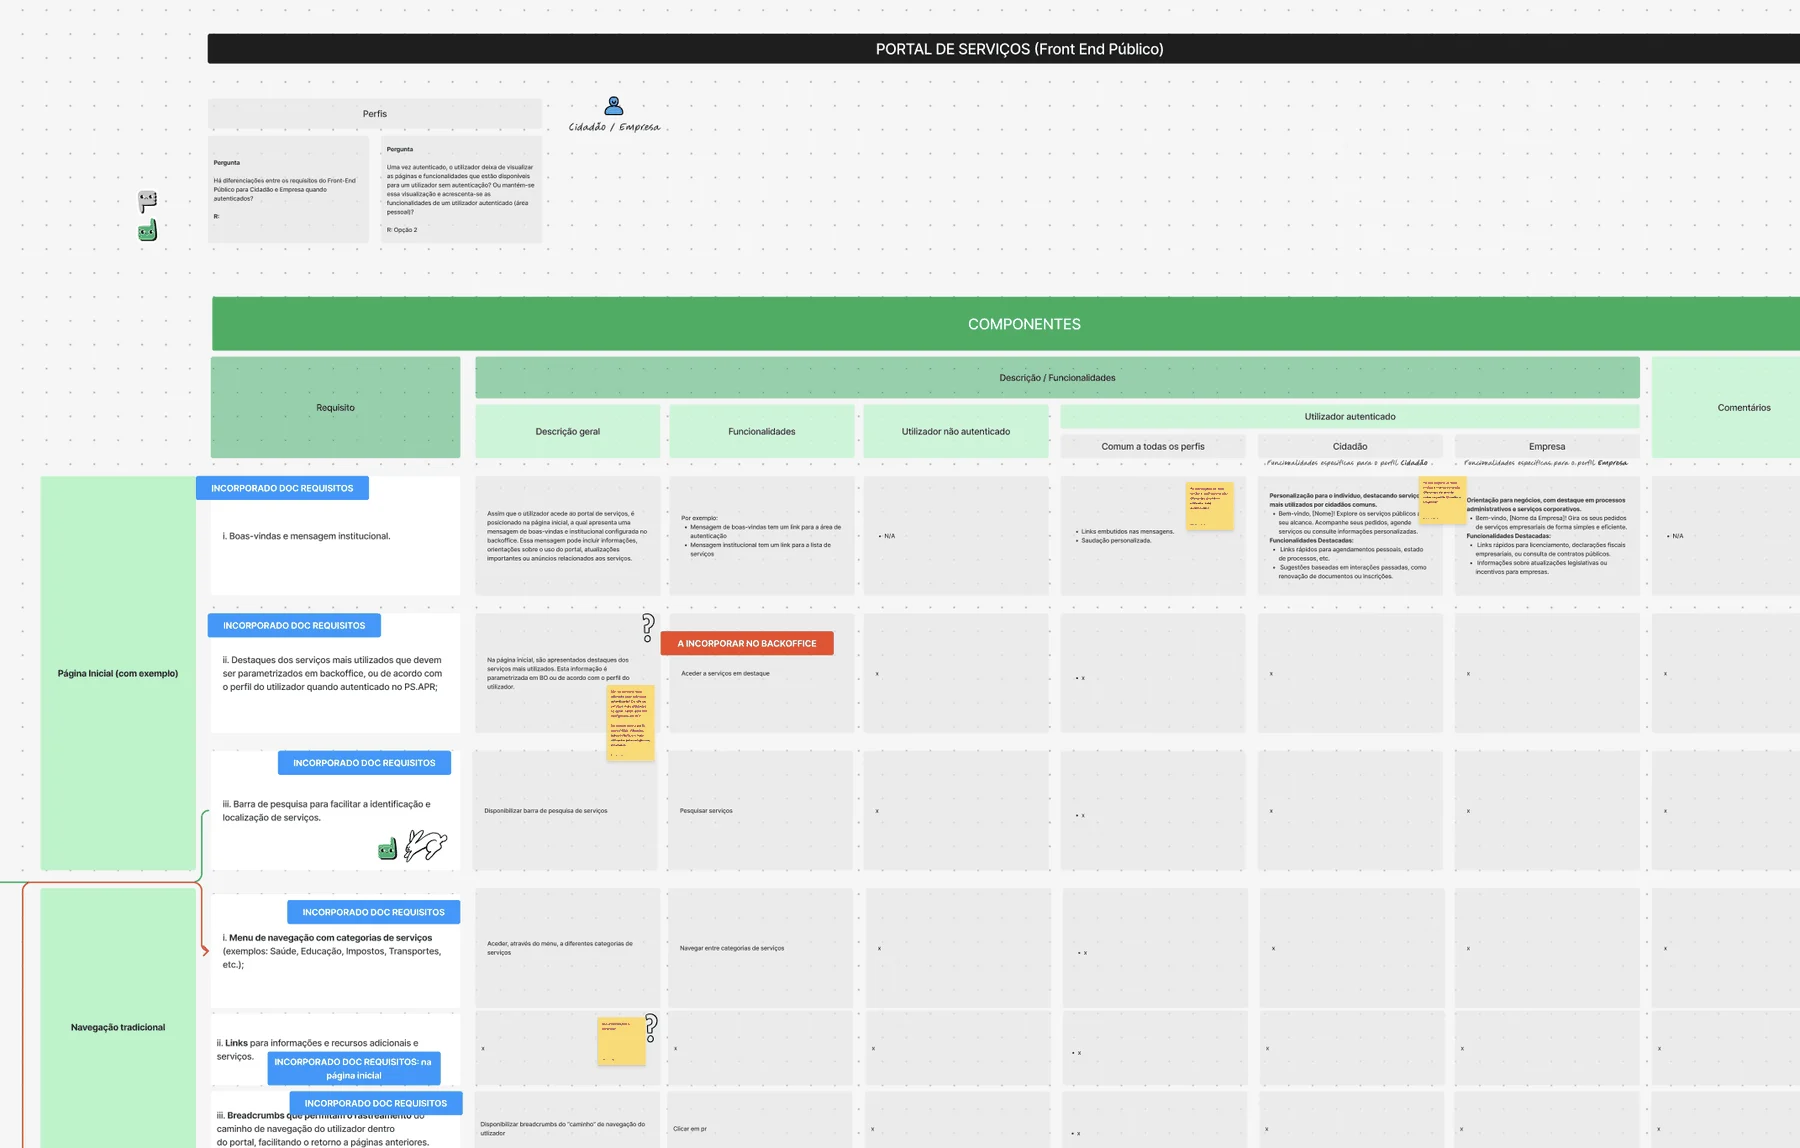 PORTAL DE SERVIÇOS (Front End Público)
Perfis
Cidadão / Empresa
Pergunta
Há diferenciações entre os requisitos do Front-End
Público para Cidadão e Empresa quando
autenticados?
R:
Pergunta
Uma vez autenticado, o utilizador deixa de visualizar
as páginas e funcionalidades que estão disponíveis
para um utilizador sem autenticação? Ou mantém-se
essa visualização e acrescenta-se as
funcionalidades de um utilizador autenticado (área
pessoal)?
R: Opção 2
COMPONENTES
Requisito
Descrição / Funcionalidades
Comentários
Descrição geral
Funcionalidades
Utilizador não autenticado
Utilizador autenticado
Comum a todas os perfis
Cidadão
Empresa
Funcionalidades específicas para o perfil Cidadão
Funcionalidades específicas para o perfil Empresa
Página Inicial (com exemplo)
INCORPORADO DOC REQUISITOS
i. Boas-vindas e mensagem institucional.
Assim que o utilizador acede ao portal de serviços, é
posicionado na página inicial, a qual apresenta uma
mensagem de boas-vindas e institucional configurada no
backoffice. Essa mensagem pode incluir informações,
orientações sobre o uso do portal, atualizações
importantes ou anúncios relacionados aos serviços.
Por exemplo:
• Mensagem de boas-vindas tem um link para a área de
autenticação
• Mensagem institucional tem um link para a lista de
serviços
• N/A
• Links embutidos nas mensagens.
• Saudação personalizada.
Personalização para o indivíduo, destacando serviço
mais utilizados por cidadãos comuns.
• Bem-vindo, [Nome]! Explore os serviços públicos
seu alcance. Acompanhe seus pedidos, agende
serviços ou consulte informações personalizadas.
Funcionalidades Destacadas:
• Links rápidos para agendamentos pessoais, estado
de processos, etc.
• Sugestões baseadas em interações passadas, como
renovação de documentos ou inscrições.
Orientação para negócios, com destaque em processos
administrativos e serviços corporativos.
• Bem-vindo, [Nome da Empresa]! Gira os seus pedidos
de serviços empresariais de forma simples e eficiente.
Funcionalidades Destacadas:
• Links rápidos para licenciamento, declarações fiscais
empresariais, ou consulta de contratos públicos.
• Informações sobre atualizações legislativas ou
incentivos para empresas.
• N/A
INCORPORADO DOC REQUISITOS
ii. Destaques dos serviços mais utilizados que devem
ser parametrizados em backoffice, ou de acordo com
o perfil do utilizador quando autenticado no PS.APR;
Na página inicial, são apresentados destaques dos
serviços mais utilizados. Esta informação é
parametrizada em BO ou de acordo com o perfil do
utilizador.
?
A INCORPORAR NO BACKOFFICE
Aceder a serviços em destaque
x
• x
x
x
x
INCORPORADO DOC REQUISITOS
iii. Barra de pesquisa para facilitar a identificação e
localização de serviços.
Disponibilizar barra de pesquisa de serviços
Pesquisar serviços
x
• x
x
x
x
Navegação tradicional
INCORPORADO DOC REQUISITOS
i. Menu de navegação com categorias de serviços
(exemplos: Saúde, Educação, Impostos, Transportes,
etc.);
Aceder, através do menu, a diferentes categorias de
serviços
Navegar entre categorias de serviços
x
• x
x
x
x
ii. Links para informações e recursos adicionais e
serviços.
INCORPORADO DOC REQUISITOS: na
página inicial
x
?
x
x
• x
x
x
x
INCORPORADO DOC REQUISITOS
iii. Breadcrumbs que permitam o rastreamento do
caminho de navegação do utilizador dentro
do portal, facilitando o retorno a páginas anteriores.
Disponibilizar breadcrumbs do "caminho" de navegação do
utlizador
Clicar em pr
x
• x
x
x
x